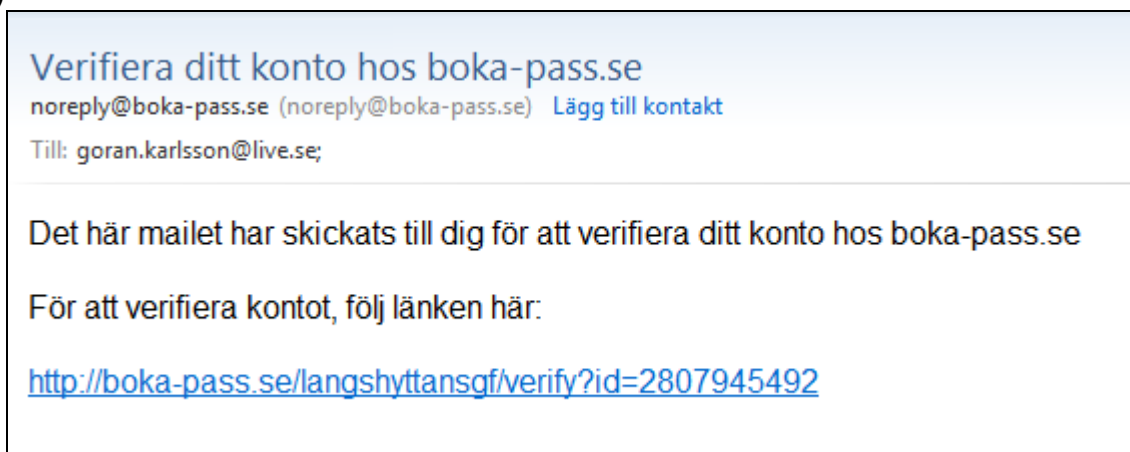 Verifiera ditt konto hos boka-pass.se
noreply@boka-pass.se (noreply@boka-pass.se) Lägg till kontakt
Till: goran.karlsson@live.se;
Det här mailet har skickats till dig för att verifiera ditt konto hos boka-pass.se
För att verifiera kontot, följ länken här:
http://boka-pass.se/langshyttansgf/verify?id=2807945492